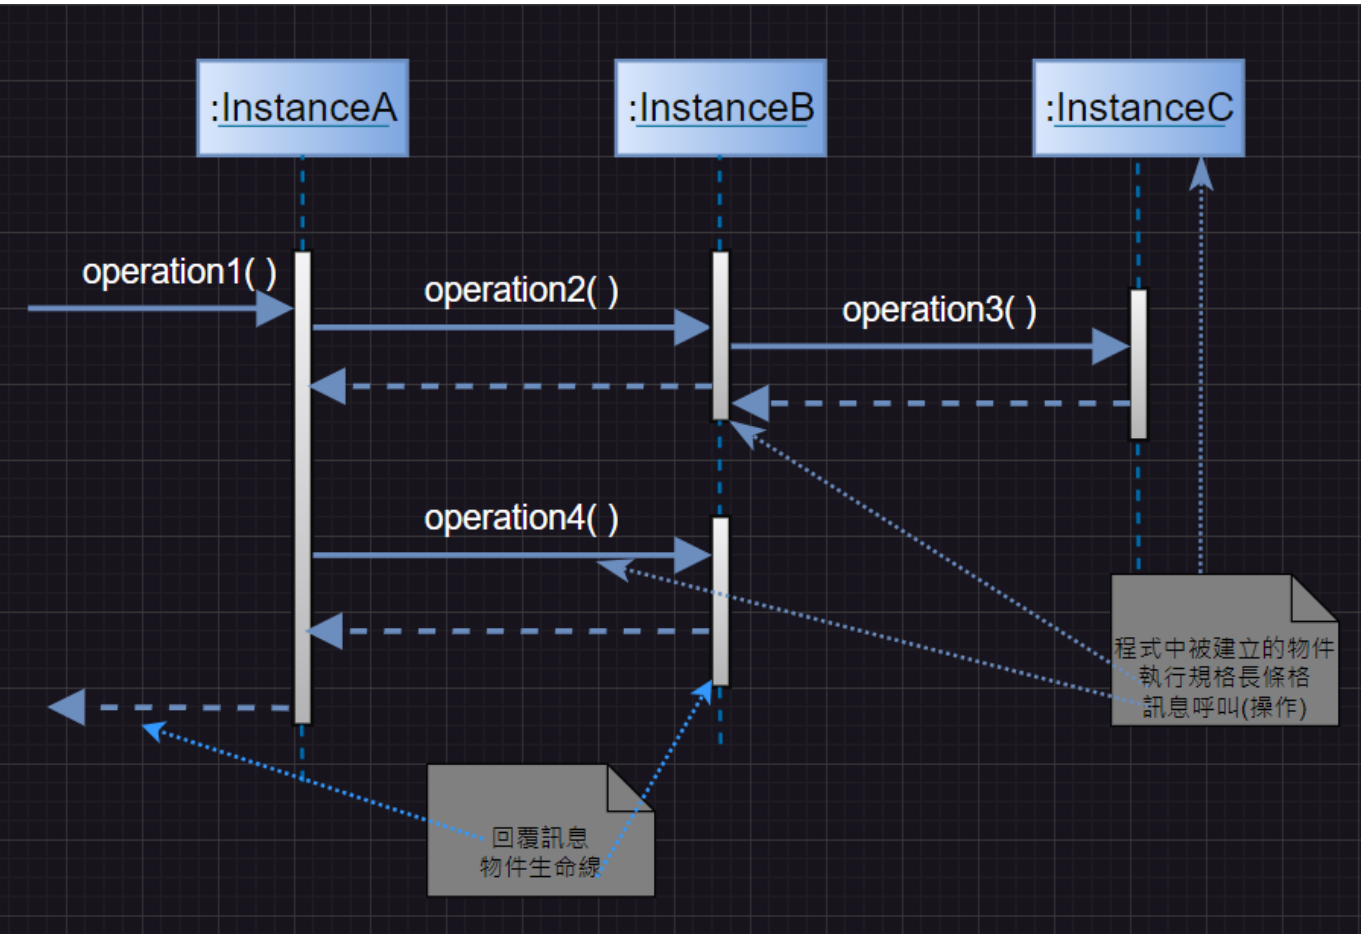 :InstanceA
:InstanceB
:InstanceC
operation1( )
operation2( )
operation3( )
operation4( )
程式中被建立的物件
執行規格長條格
訊息呼叫(操作)
回覆訊息
物件生命線